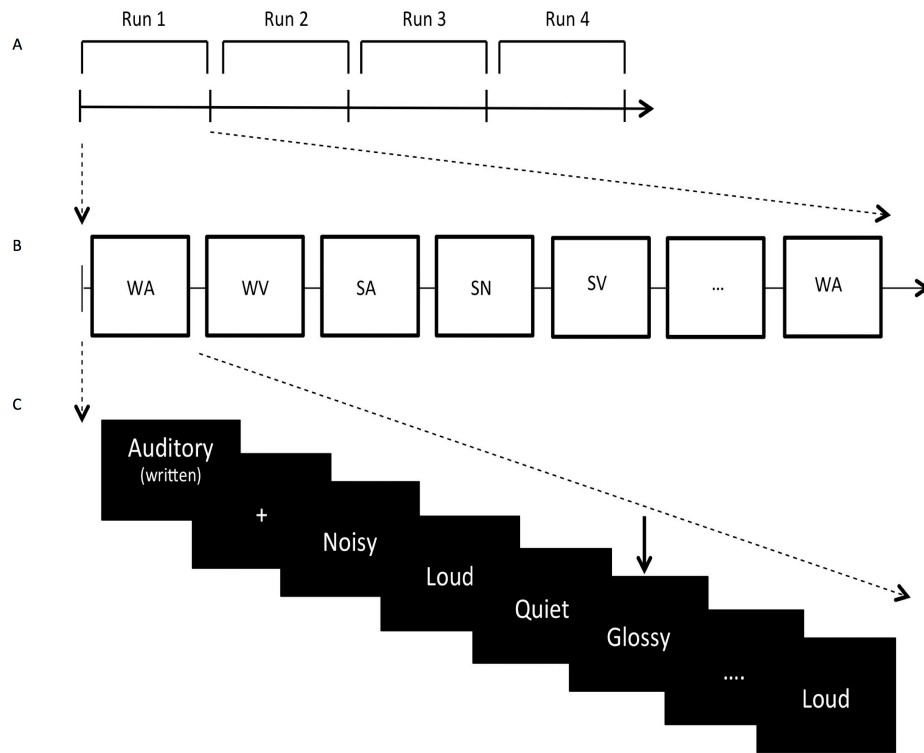 Run 1 Run 2 Run 3 Run 4
A
B
WA WV SA SN SV ... WA
C
Auditory
(written)
+
Noisy
Loud
Quiet
Glossy
....
Loud